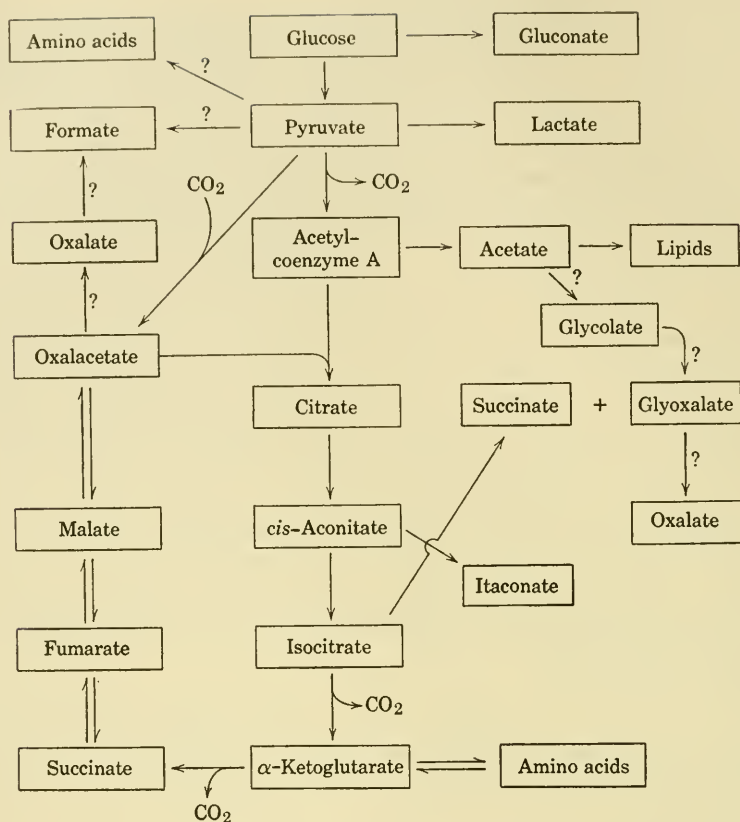 Amino acids
Glucose
Gluconate
?
Formate
?
Pyruvate
Lactate
?
CO₂
CO₂
Oxalate
Acetyl-
coenzyme A
Acetate
Lipids
?
?
Glycolate
Oxalacetate
?
Citrate
Succinate
+
Glyoxalate
?
Malate
cis-Aconitate
Oxalate
Itaconate
Fumarate
Isocitrate
CO₂
Succinate
α-Ketoglutarate
Amino acids
CO₂